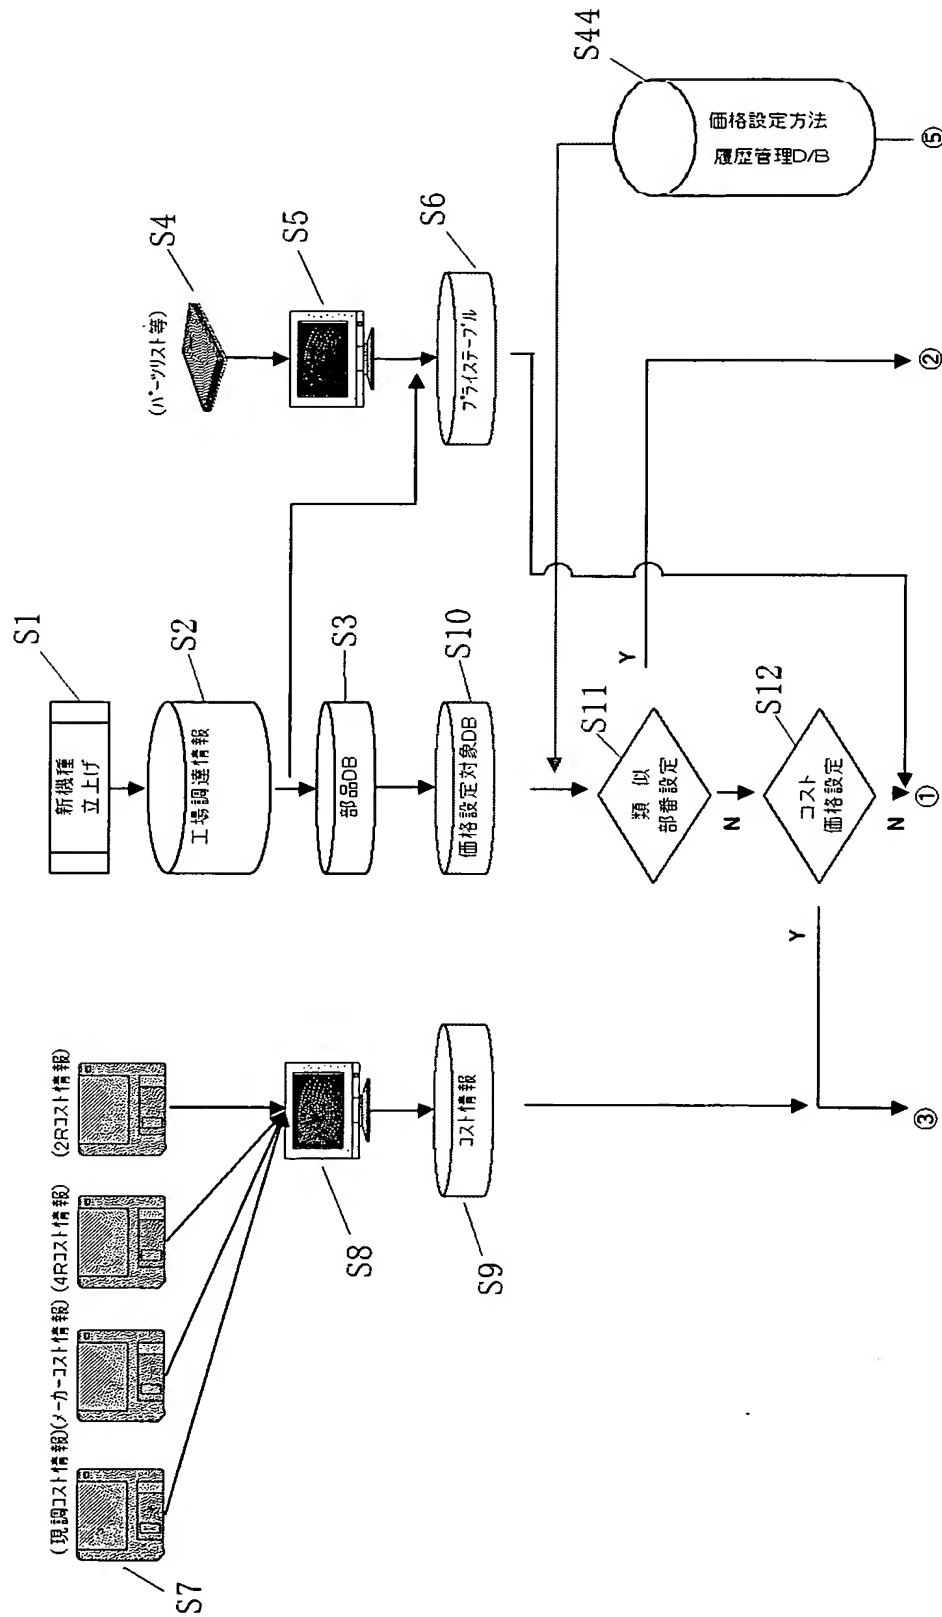 (現調コスト情報)
(メーカーコスト情報)
(4Rコスト情報)
(2Rコスト情報)
S7
S8
コスト情報
S9
新機種
立上げ
S1
工場調達情報
S2
部品DB
S3
価格設定対象DB
S10
(パーツリスト等)
S4
S5
プライステーブル
S6
価格設定方法
履歴管理D/B
S44
類 似
部番設定
S11
Y
N
コスト
価格設定
S12
Y
N
③
①
②
⑤